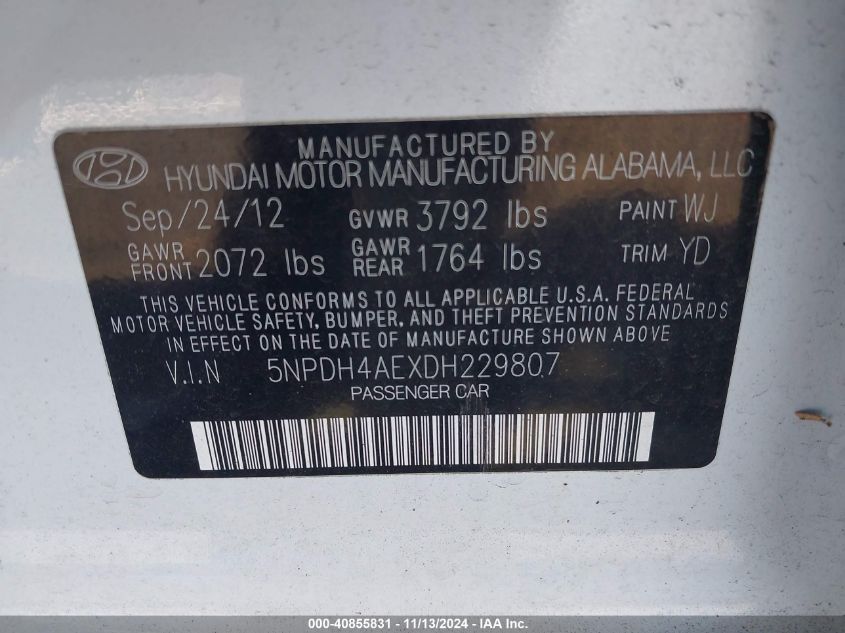 MANUFACTURED BY
HYUNDAI MOTOR MANUFACTURING ALABAMA, LLC
Sep/24/12 GVWR 3792 lbs PAINT WJ
GAWR FRONT 2072 lbs GAWR REAR 1764 lbs TRIM YD
THIS VEHICLE CONFORMS TO ALL APPLICABLE U.S.A. FEDERAL
MOTOR VEHICLE SAFETY, BUMPER, AND THEFT PREVENTION STANDARDS
IN EFFECT ON THE DATE OF MANUFACTURE SHOWN ABOVE
V.I.N 5NPDH4AEXDH229807
PASSENGER CAR
000-40855831 - 11/13/2024 - IAA Inc.